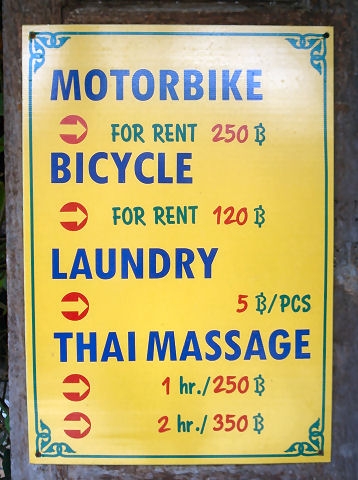 MOTORBIKE
FOR RENT 250 ฿
BICYCLE
FOR RENT 120 ฿
LAUNDRY
5 ฿/PCS
THAI MASSAGE
1 hr./250 ฿
2 hr./350 ฿